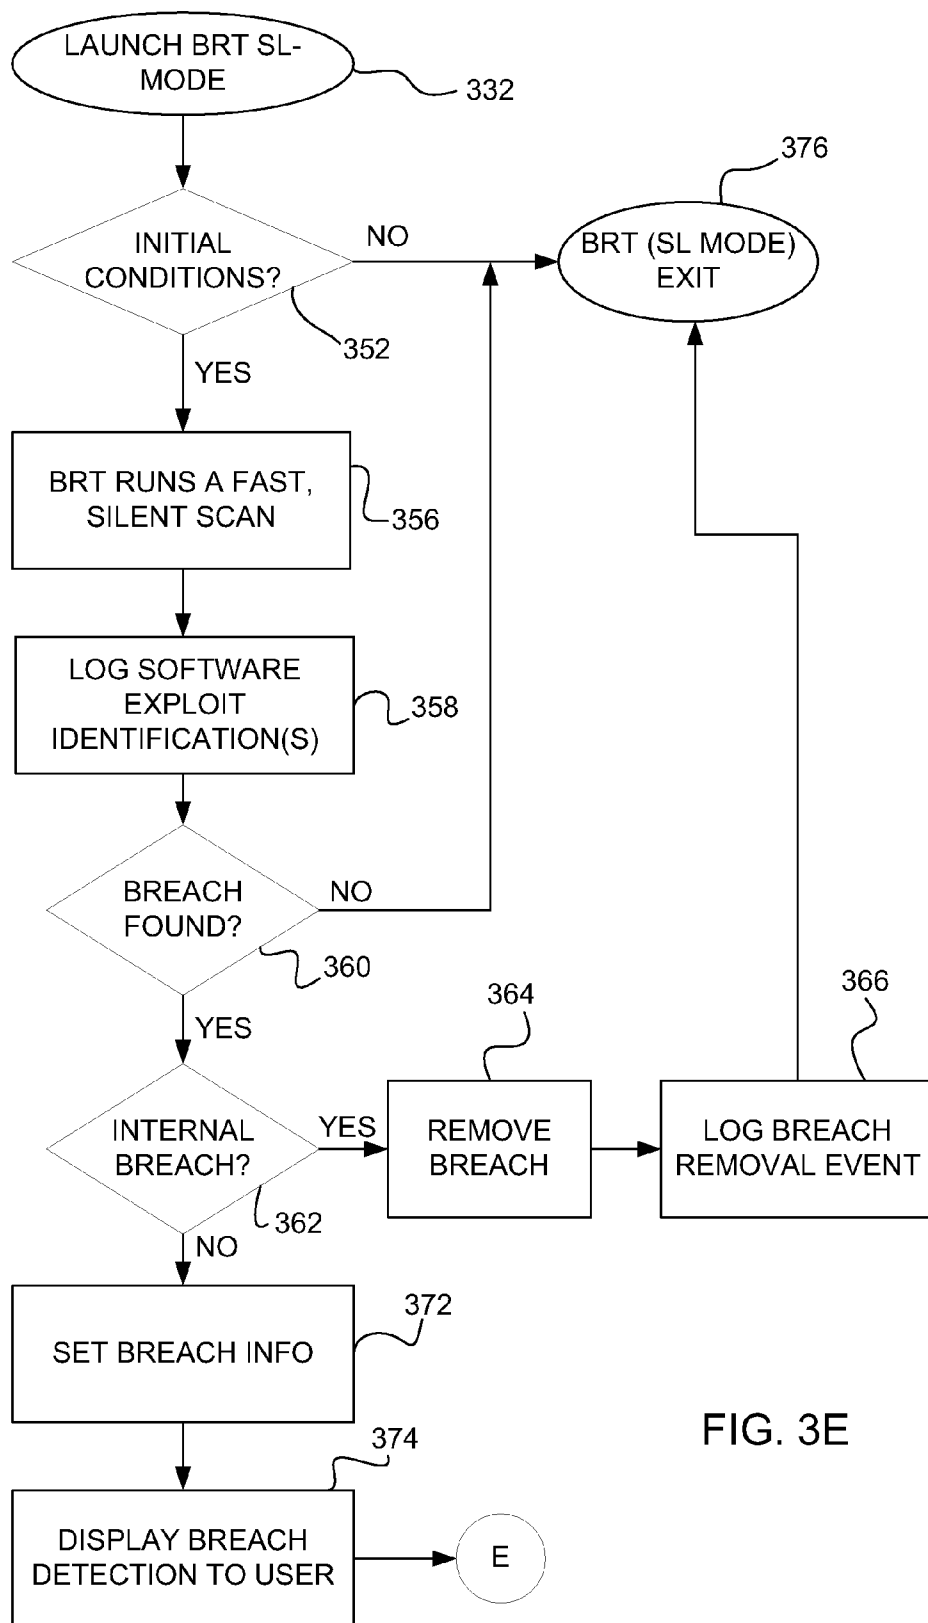 LAUNCH BRT SL-
MODE
332
376
INITIAL
CONDITIONS?
NO
BRT (SL MODE)
EXIT
352
YES
BRT RUNS A FAST,
SILENT SCAN
356
LOG SOFTWARE
EXPLOIT
IDENTIFICATION(S)
358
BREACH
FOUND?
NO
360
YES
364
366
INTERNAL
BREACH?
YES
REMOVE
BREACH
LOG BREACH
REMOVAL EVENT
362
NO
372
SET BREACH INFO
FIG. 3E
374
DISPLAY BREACH
DETECTION TO USER
E